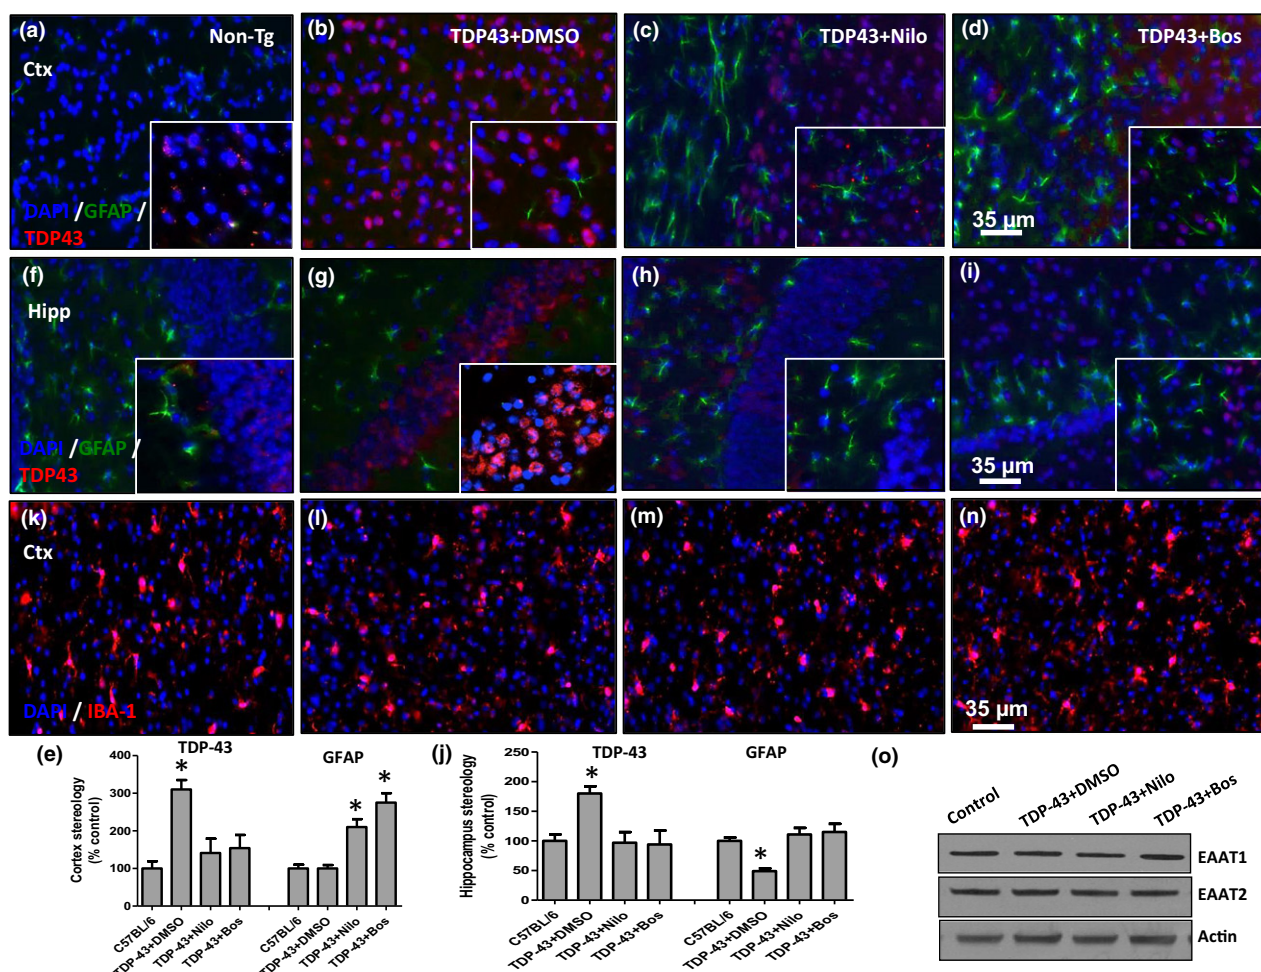 (a) Non-Tg
Ctx
DAPI / GFAP /
TDP43
(b) TDP43+DMSO
(c) TDP43+Nilo
(d) TDP43+Bos
35 µm
(f)
Hipp
DAPI / GFAP /
TDP43
(g)
(h)
(i)
35 µm
(k)
Ctx
DAPI / IBA-1
(l)
(m)
(n)
35 µm
(e)
TDP-43
GFAP
Cortex stereology
(% control)
400
300
200
100
0
C57BL/6
TDP-43+DMSO
TDP-43+Nilo
TDP-43+Bos
C57BL/6
TDP-43+DMSO
TDP-43+Nilo
TDP-43+Bos
*
*
*
(j)
TDP-43
GFAP
Hippocampus stereology
(% control)
250
200
150
100
50
0
C57BL/6
TDP-43+DMSO
TDP-43+Nilo
TDP-43+Bos
C57BL/6
TDP-43+DMSO
TDP-43+Nilo
TDP-43+Bos
*
*
(o)
Control
TDP-43+DMSO
TDP-43+Nilo
TDP-43+Bos
EAAT1
EAAT2
Actin